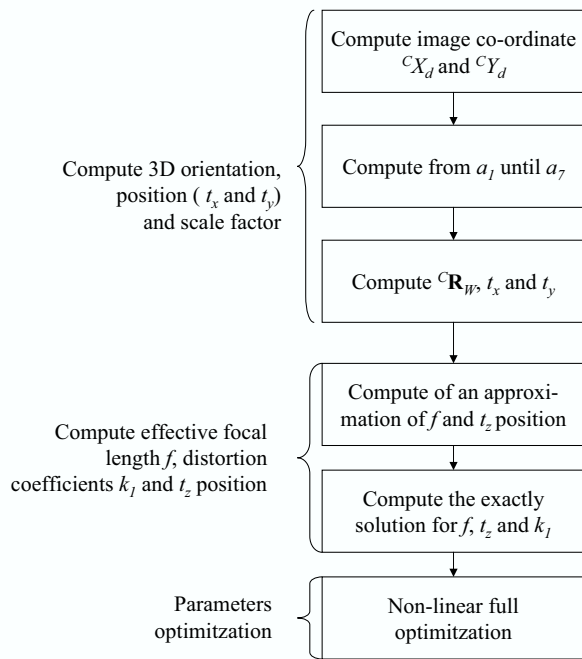 Compute image co-ordinate
ᶜX_d and ᶜY_d
Compute 3D orientation,
position ( t_x and t_y)
and scale factor
Compute from a_1 until a_7
Compute ᶜR_W, t_x and t_y
Compute effective focal
length f, distortion
coefficients k_1 and t_z position
Compute of an approxi-
mation of f and t_z position
Compute the exactly
solution for f, t_z and k_1
Parameters
optimitzation
Non-linear full
optimitzation